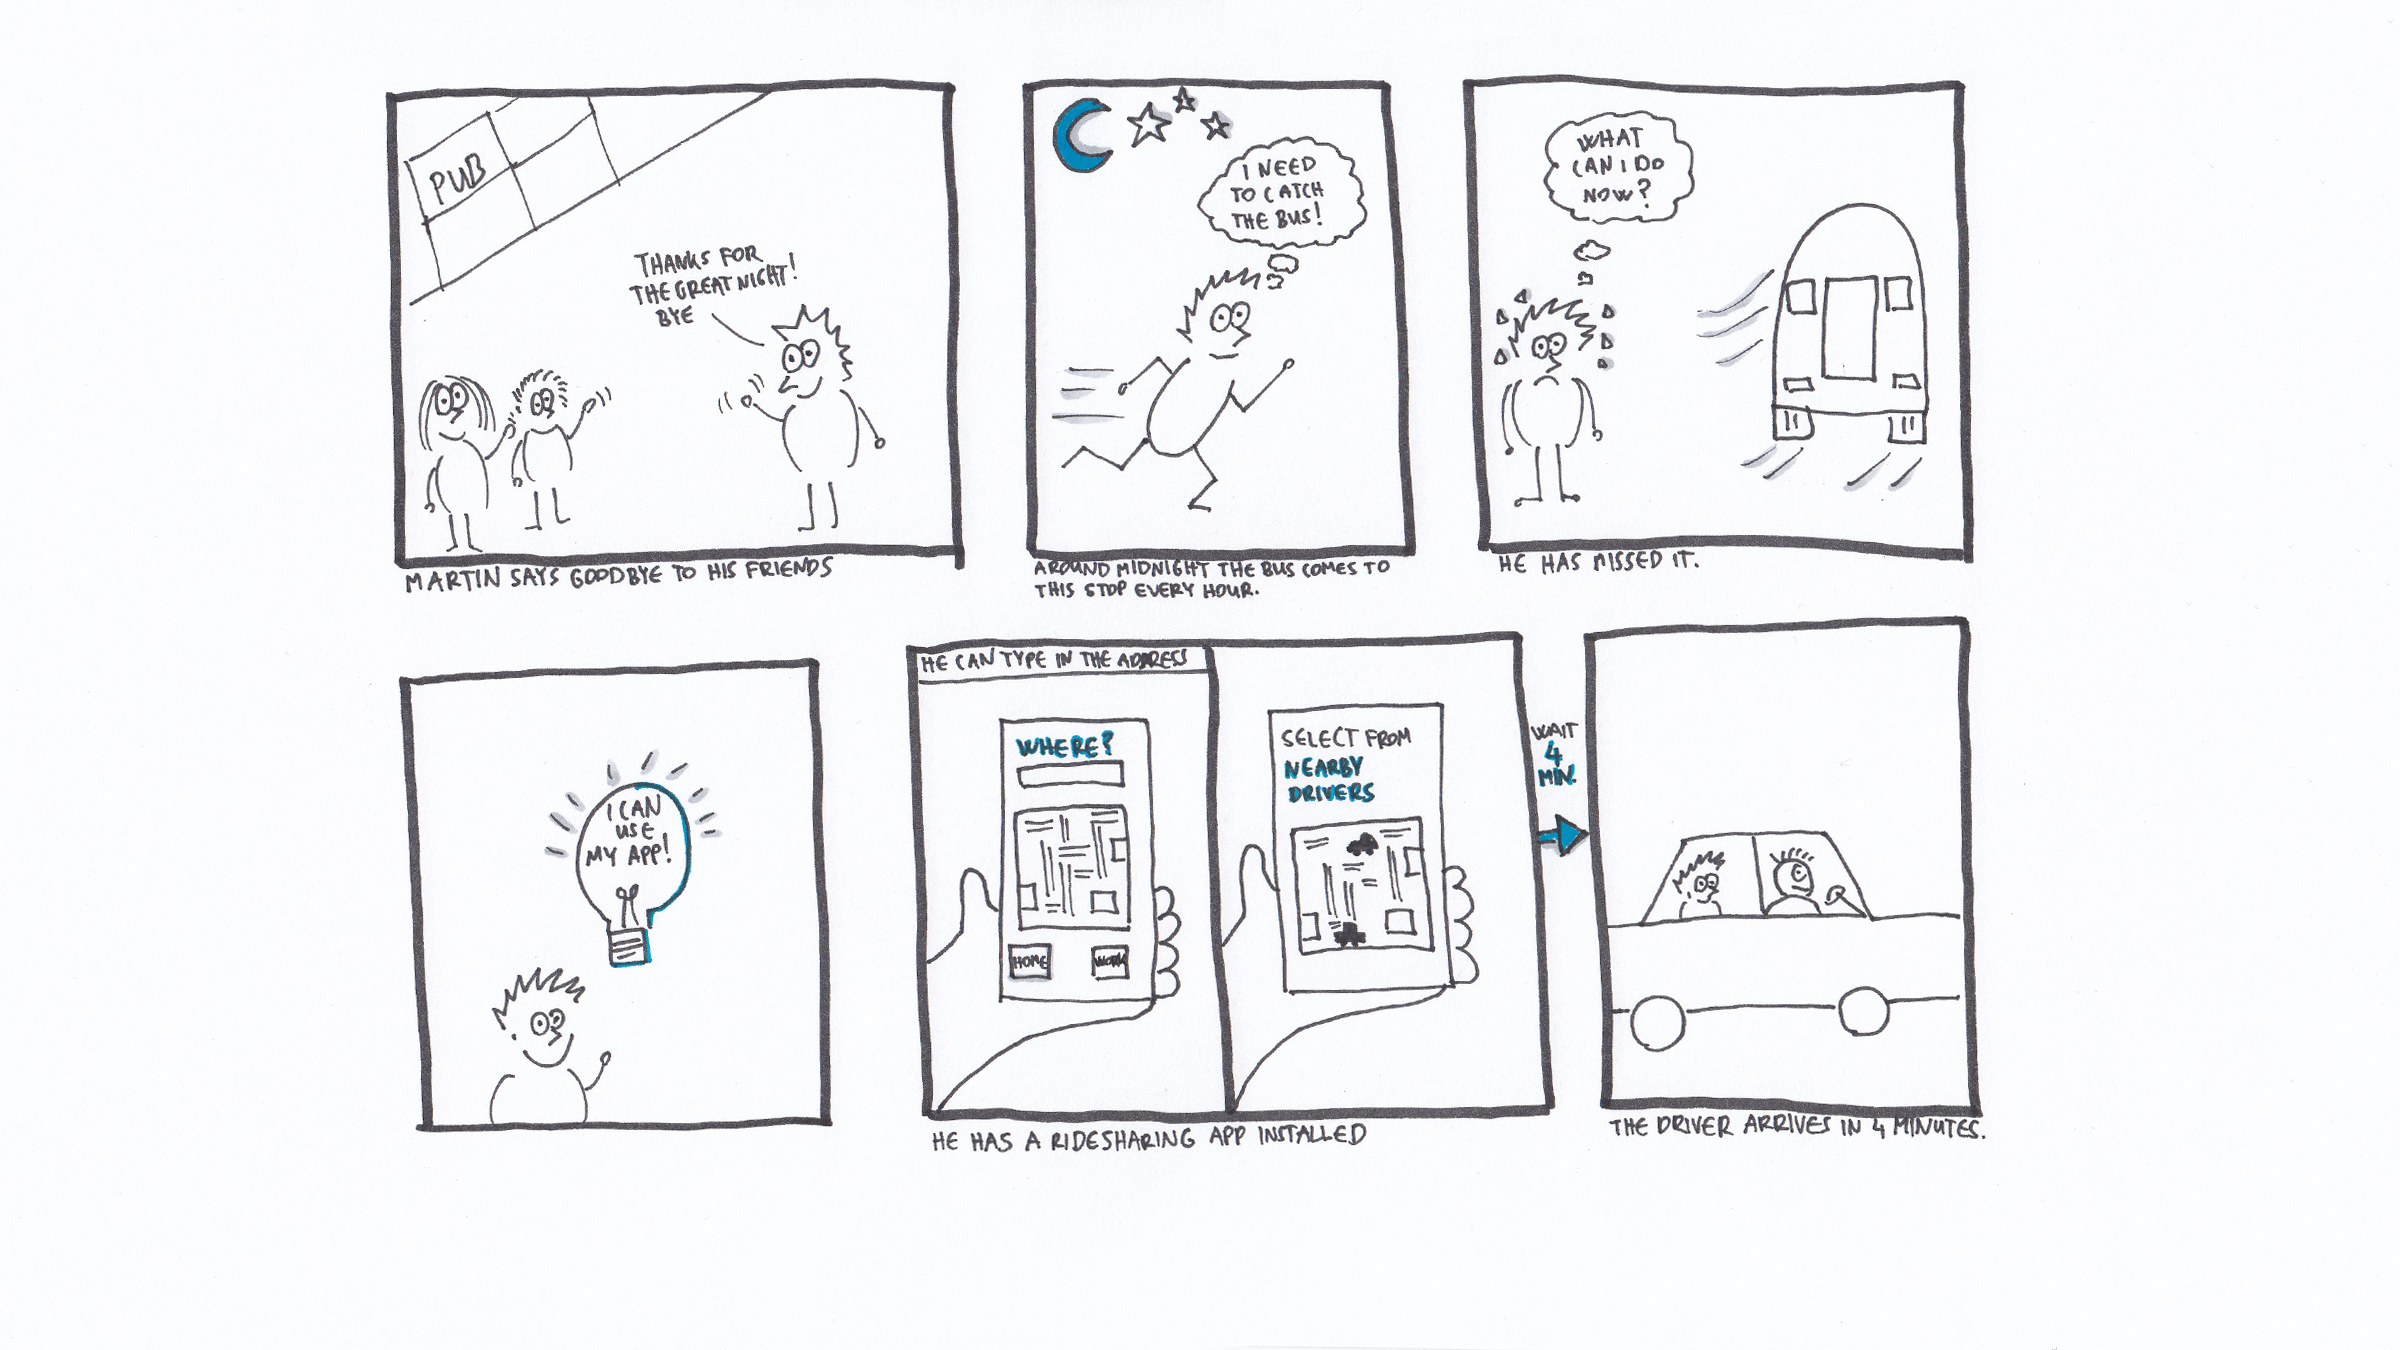 PUB
THANKS FOR
THE GREAT NIGHT!
BYE
MARTIN SAYS GOODBYE TO HIS FRIENDS
I NEED
TO CATCH
THE BUS!
AROUND MIDNIGHT THE BUS COMES TO
THIS STOP EVERY HOUR.
WHAT
CAN I DO
NOW?
HE HAS MISSED IT.
I CAN
USE
MY APP!
HE CAN TYPE IN THE ADDRESS
WHERE?
HOME
WORK
SELECT FROM
NEARBY
DRIVERS
HE HAS A RIDESHARING APP INSTALLED
WAIT
4
MIN.
THE DRIVER ARRIVES IN 4 MINUTES.